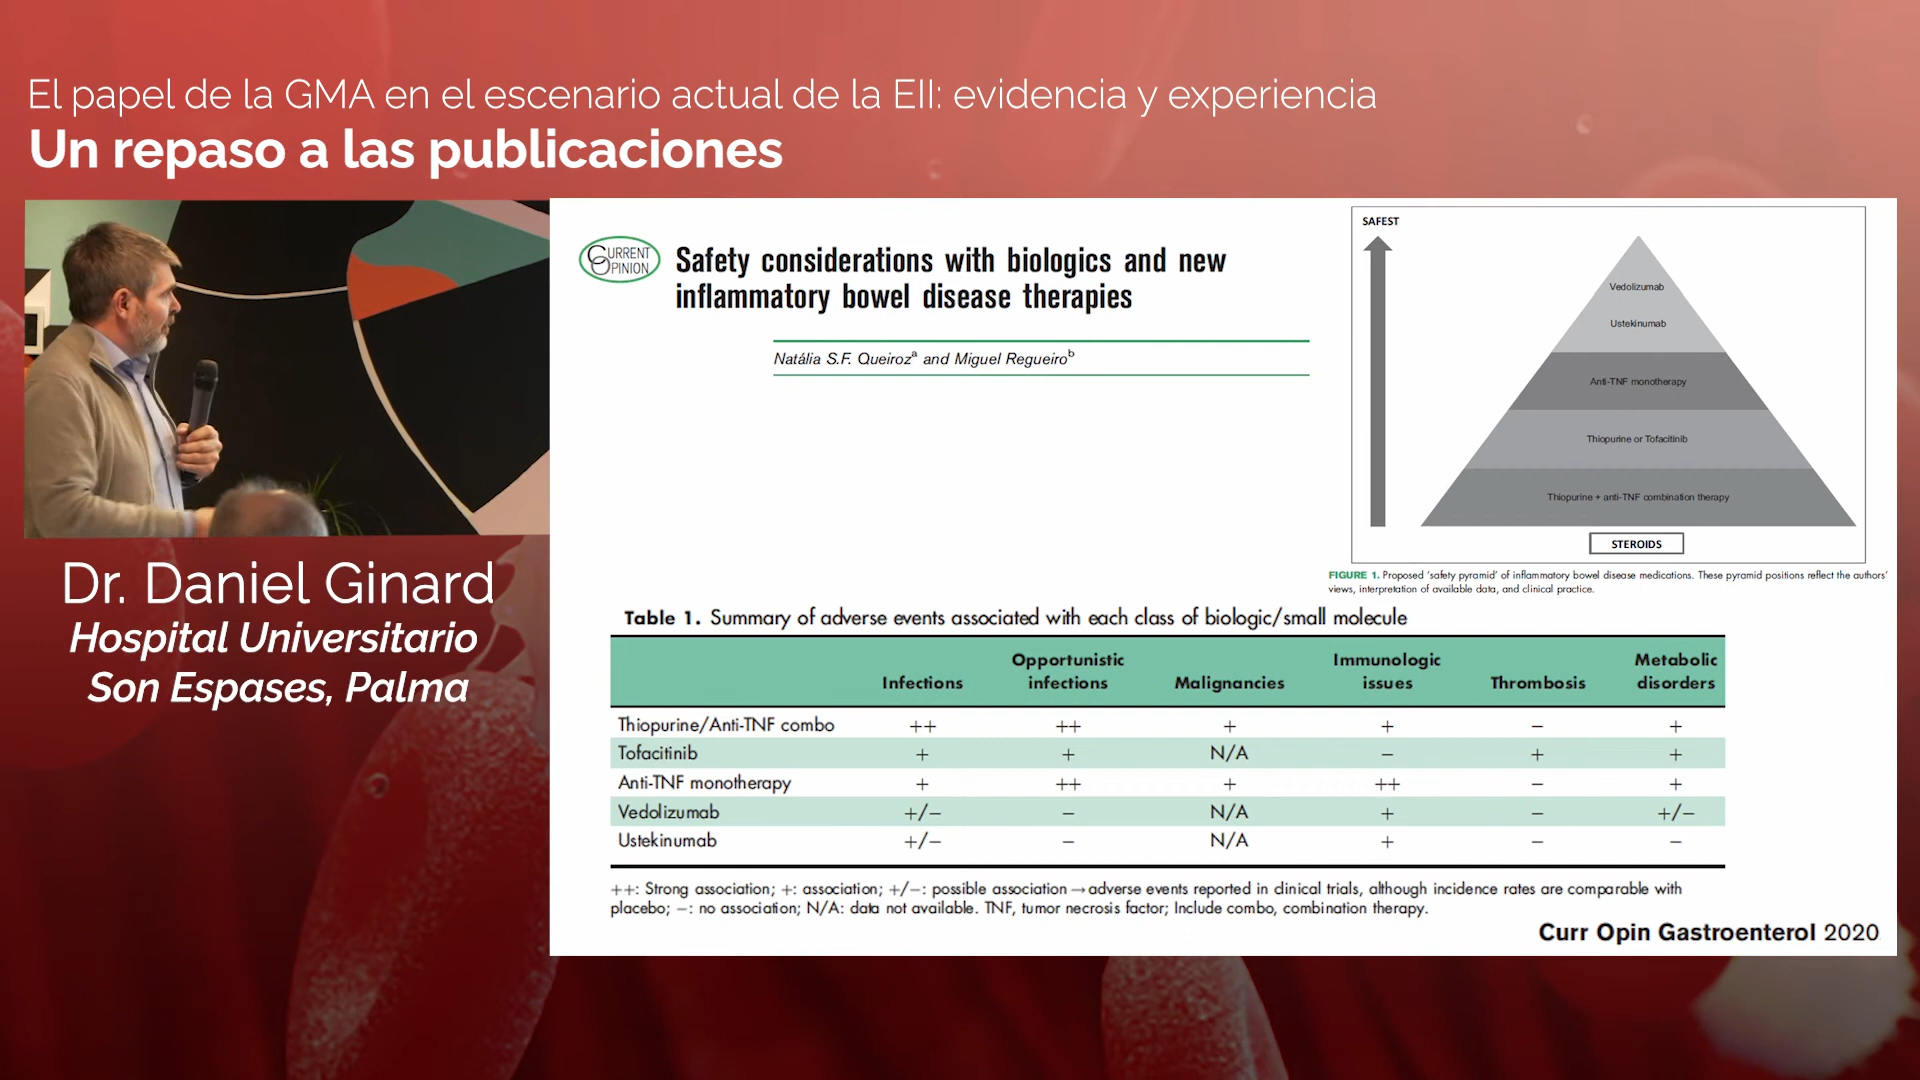 El papel de la GMA en el escenario actual de la EII: evidencia y experiencia
Un repaso a las publicaciones
Dr. Daniel Ginard
Hospital Universitario
Son Espases, Palma
CURRENT
OPINION
Safety considerations with biologics and new
inflammatory bowel disease therapies
Natália S.F. Queirozᵃ and Miguel Regueiroᵇ
SAFEST
Vedolizumab
Ustekinumab
Anti-TNF monotherapy
Thiopurine or Tofacitinib
Thiopurine + anti-TNF combination therapy
STEROIDS
FIGURE 1. Proposed 'safety pyramid' of inflammatory bowel disease medications. These pyramid positions reflect the authors'
views, interpretation of available data, and clinical practice.
Table 1. Summary of adverse events associated with each class of biologic/small molecule
Infections Opportunistic infections Malignancies Immunologic issues Thrombosis Metabolic disorders
Thiopurine/Anti-TNF combo ++ ++ + + − +
Tofacitinib + + N/A − + +
Anti-TNF monotherapy + ++ + ++ − +
Vedolizumab +/− − N/A + − +/−
Ustekinumab +/− − N/A + − −
++: Strong association; +: association; +/−: possible association → adverse events reported in clinical trials, although incidence rates are comparable with
placebo; −: no association; N/A: data not available. TNF, tumor necrosis factor; Include combo, combination therapy.
Curr Opin Gastroenterol 2020